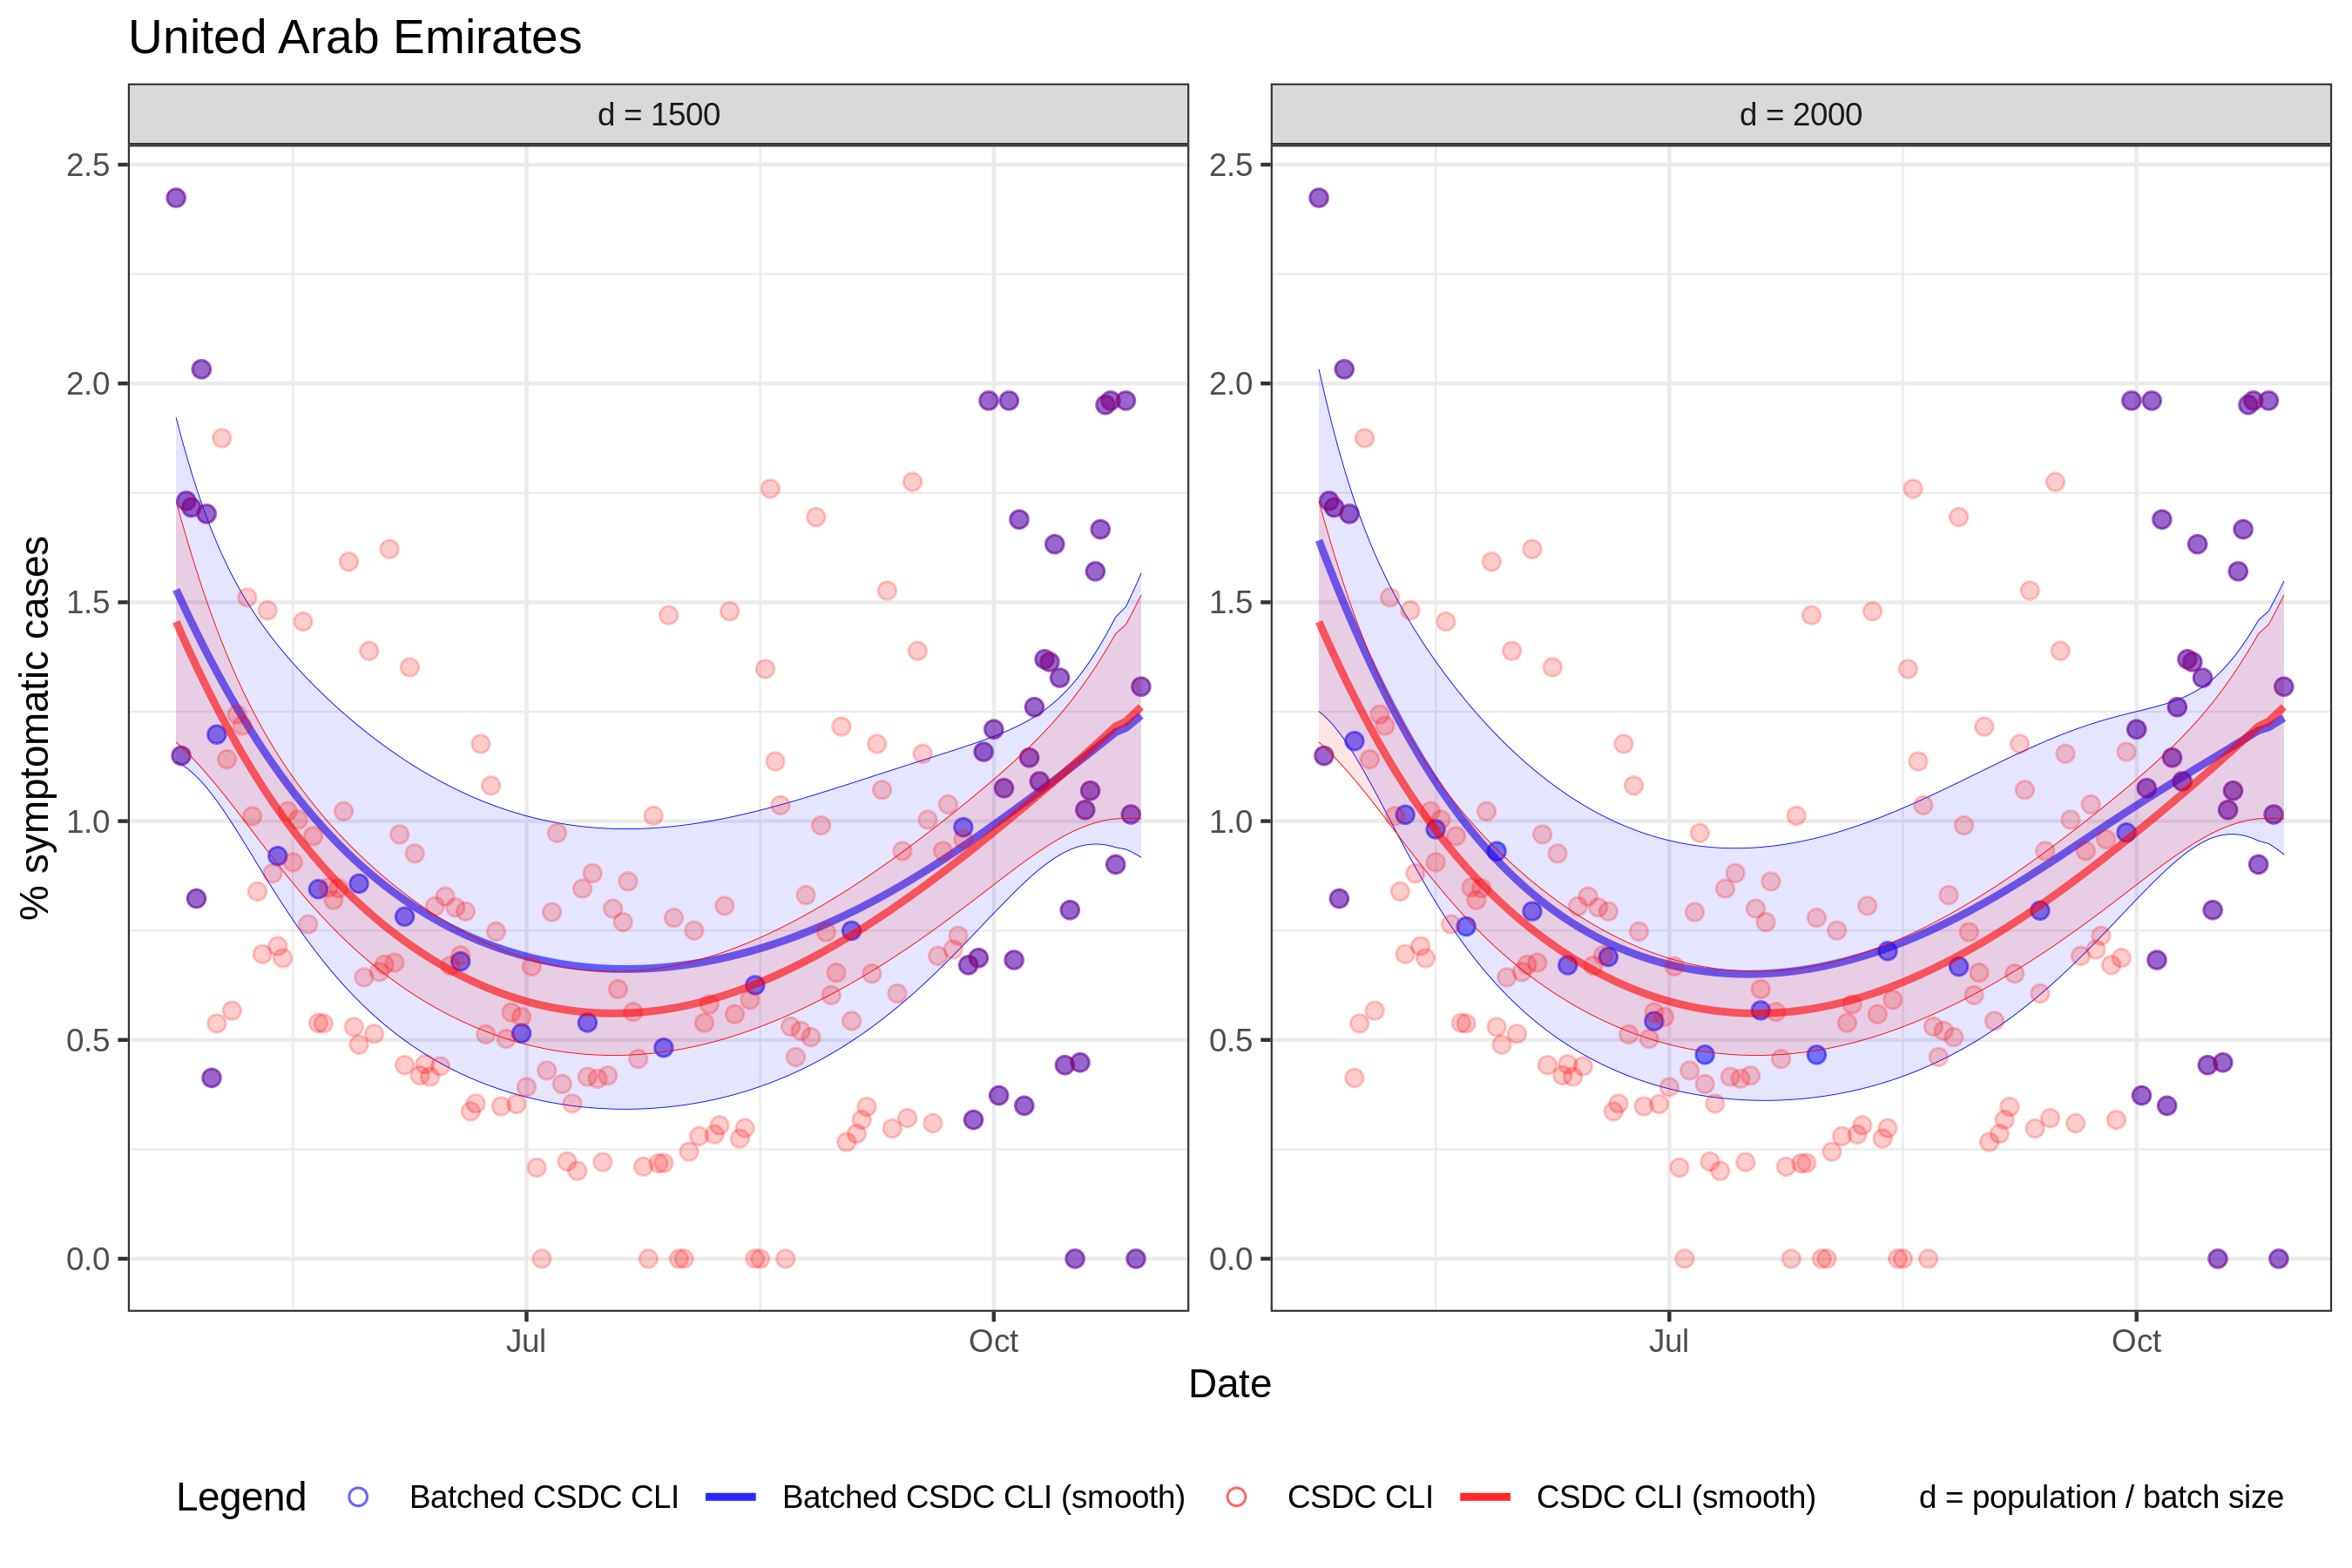 United Arab Emirates
d = 1500
d = 2000
% symptomatic cases
2.5
2.0
1.5
1.0
0.5
0.0
2.5
2.0
1.5
1.0
0.5
0.0
Jul
Oct
Jul
Oct
Date
Legend Batched CSDC CLI Batched CSDC CLI (smooth) CSDC CLI CSDC CLI (smooth) d = population / batch size